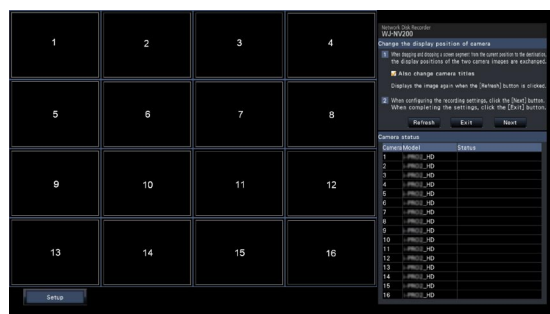 1
2
3
4
5
6
7
8
9
10
11
12
13
14
15
16
Setup
Network Disk Recorder
WJ-NV200
Change the display position of camera
1 When dragging and dropping a screen segment from the current position to the destination,
the display positions of the two camera images are exchanged.
Also change camera titles
Displays the image again when the [Refresh] button is clicked.
2 When configuring the recording settings, click the [Next] button.
When completing the settings, click the [Exit] button.
Refresh Exit Next
Camera status
Camera Model Status
1 _HD
2 _HD
3 _HD
4 _HD
5 _HD
6 _HD
7 _HD
8 _HD
9 _HD
10 _HD
11 _HD
12 _HD
13 _HD
14 _HD
15 _HD
16 _HD